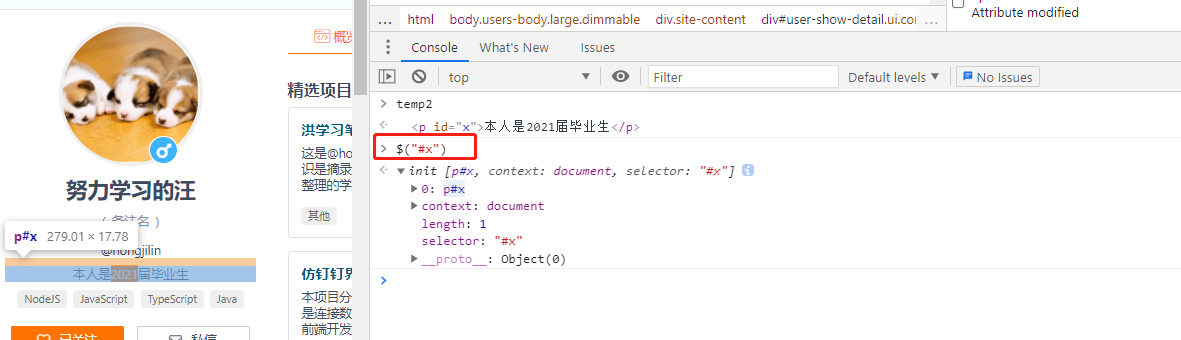 概览
精选项目
洪学习笔
这是@ho
识是摘录
整理的学
其他
仿钉钉界
本项目分
是连接数
前端开发
努力学习的汪
p#x 279.01 × 17.78
@hongjilin
本人是2021届毕业生
NodeJS JavaScript TypeScript Java
已关注 私信
... html body.users-body.large.dimmable div.site-content div#user-show-detail.ui.con ...
Attribute modified
Console What's New Issues
top Filter Default levels ▼ No Issues
> temp2
<p id="x">本人是2021届毕业生</p>
> $("#x")
▼init [p#x, context: document, selector: "#x"] i
▶0: p#x
▶context: document
length: 1
selector: "#x"
▶__proto__: Object(0)
>